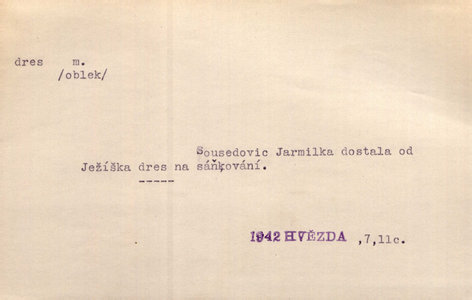 dres m.
/oblek/
Sousedovic Jarmilka dostala od
Ježíška dres na sáňkování.
1942 HVĚZDA ,7,11c.